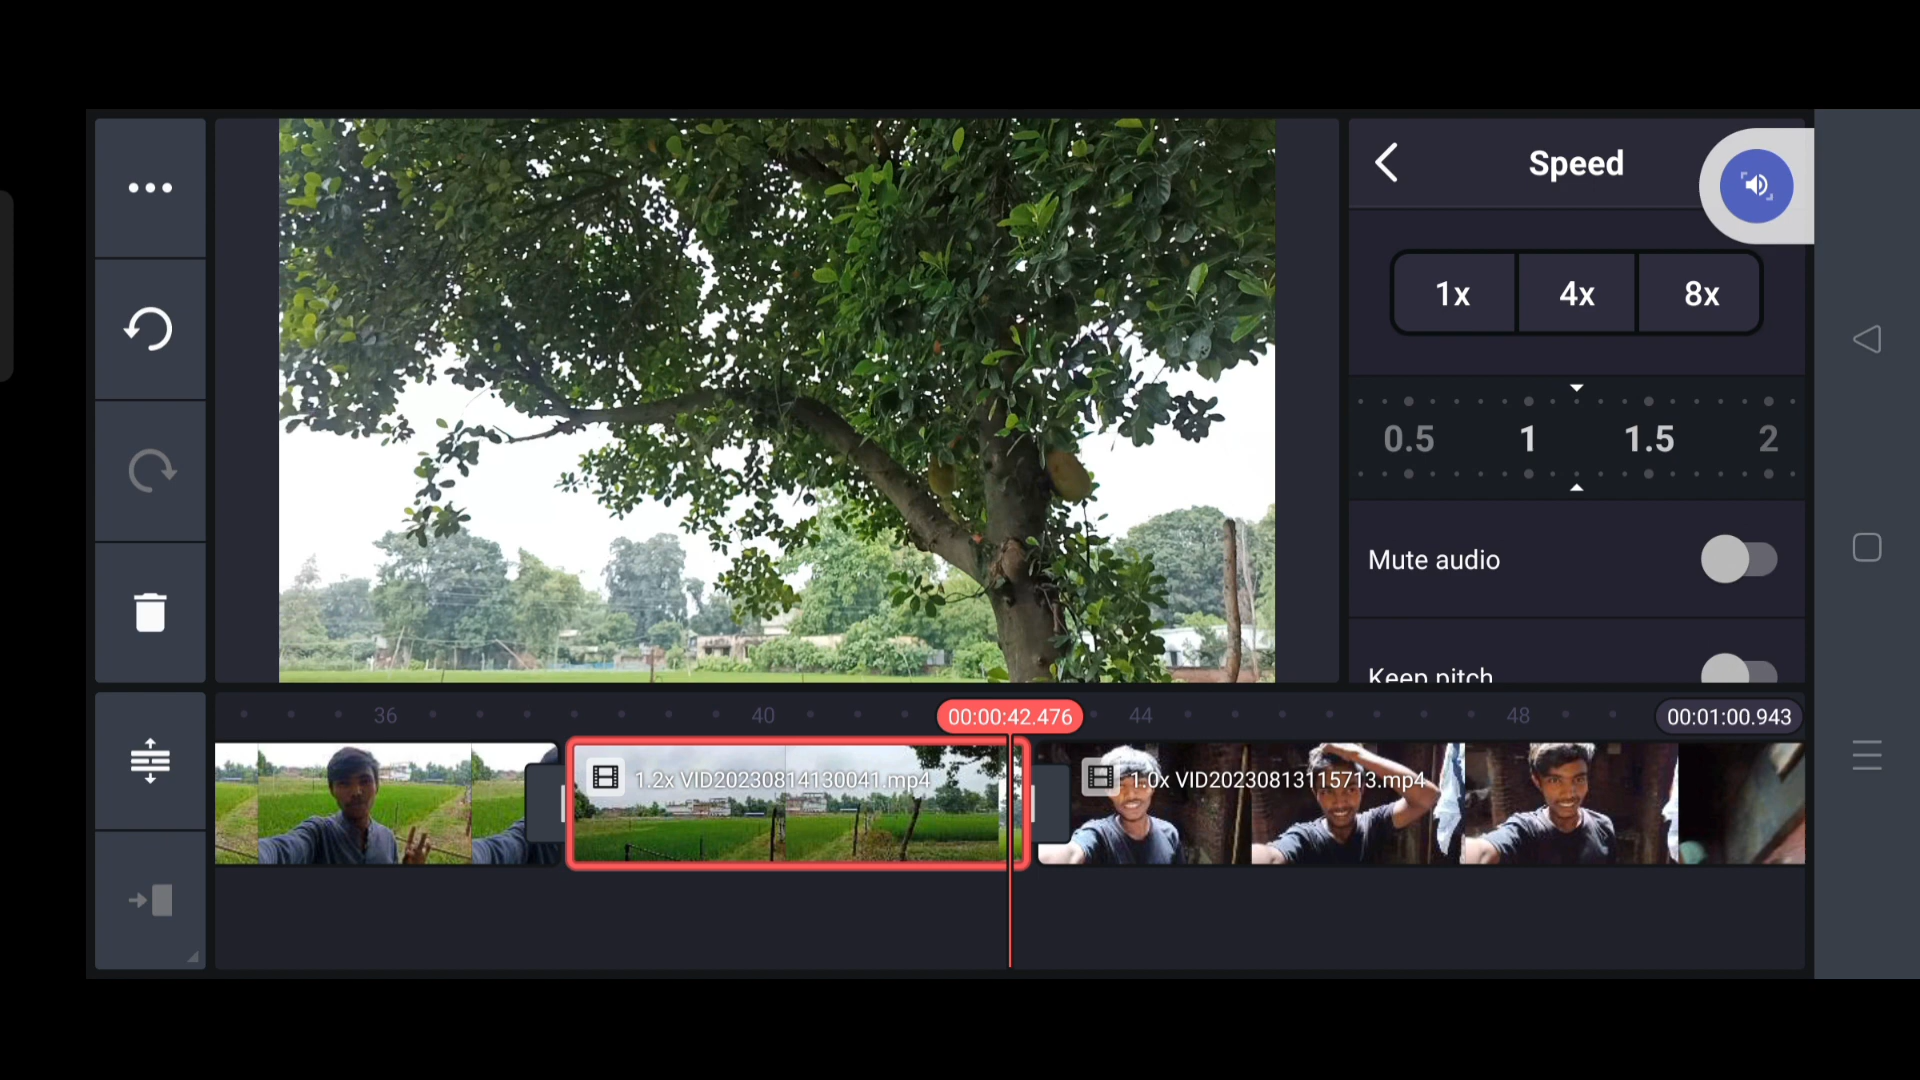 Speed
1x 4x 8x
0.5 1 1.5 2
Mute audio
Keep pitch
36 40 00:00:42.476 44 48 00:01:00.943
1.2x VID20230814130041.mp4 1.0x VID20230813115713.mp4